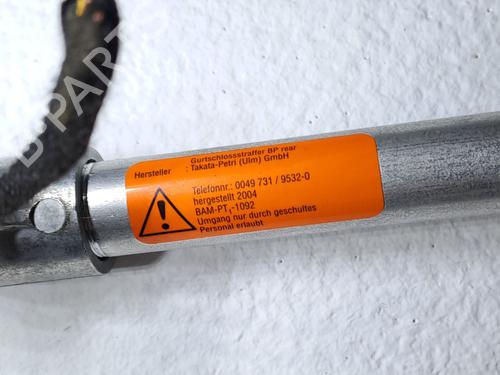 Gurtschlossstraffer BP rear
Hersteller : Takata-Petri (Ulm) GmbH
Telefonnr.: 0049 731 / 9532-0
hergestellt 2004
BAM-PT₁-1092
Umgang nur durch geschultes
Personal erlaubt